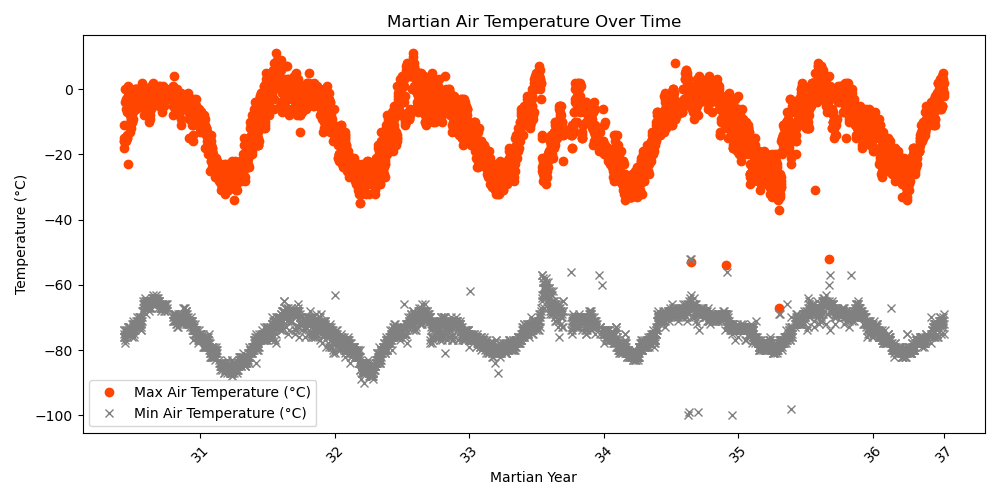 Martian Air Temperature Over Time
Temperature (°C)
0
−20
−40
−60
−80
−100
Max Air Temperature (°C)
Min Air Temperature (°C)
31
32
33
34
35
36
37
Martian Year